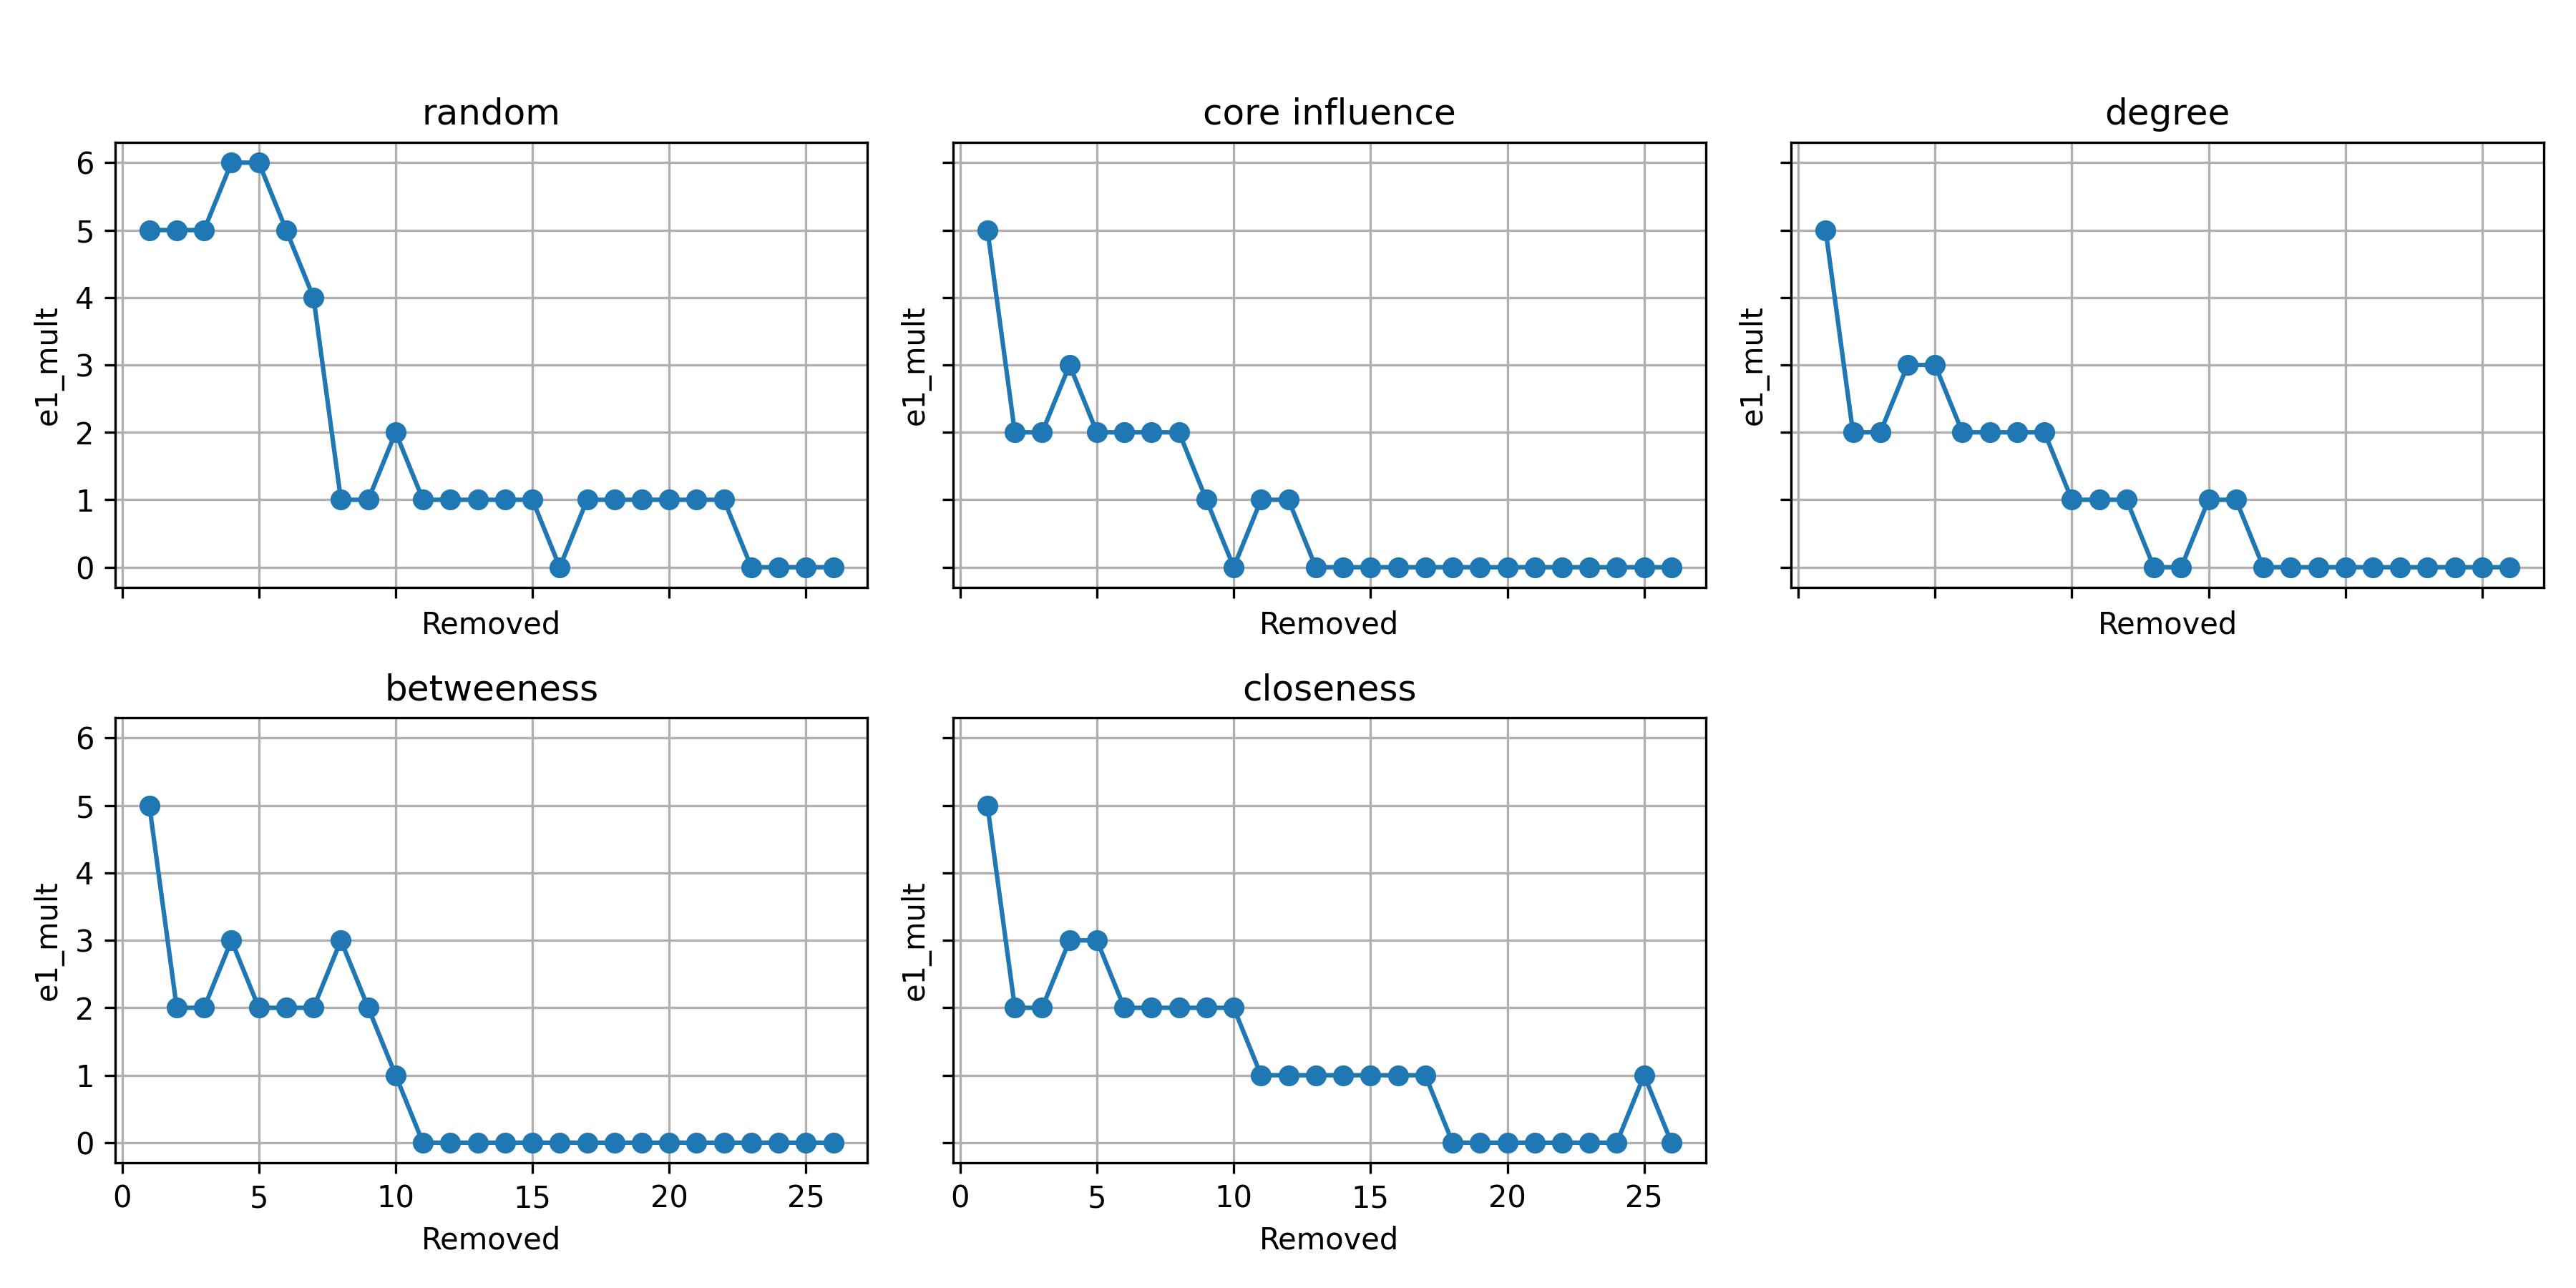 random
core influence
degree
6
5
4
3
2
1
0
e1_mult
e1_mult
e1_mult
Removed
Removed
Removed
betweeness
closeness
6
5
4
3
2
1
0
e1_mult
e1_mult
0 5 10 15 20 25
0 5 10 15 20 25
Removed
Removed